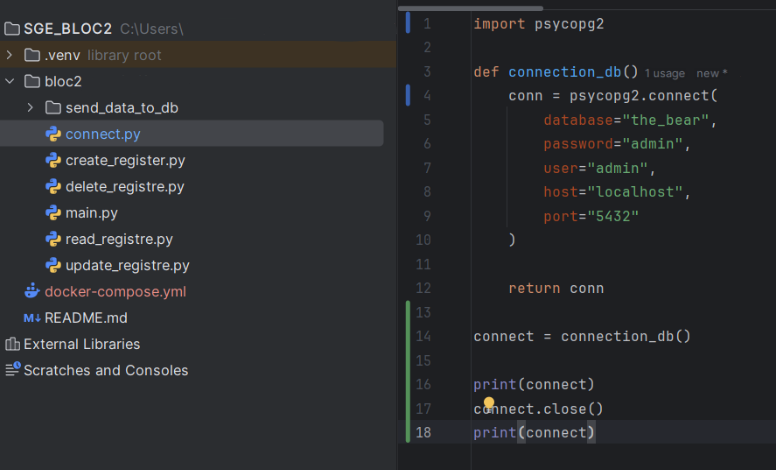 SGE_BLOC2 C:\Users\
.venv library root
bloc2
send_data_to_db
connect.py
create_register.py
delete_registre.py
main.py
read_registre.py
update_registre.py
docker-compose.yml
M↓ README.md
External Libraries
Scratches and Consoles
1 import psycopg2
2
3 def connection_db() 1 usage new *
4 conn = psycopg2.connect(
5 database="the_bear",
6 password="admin",
7 user="admin",
8 host="localhost",
9 port="5432"
10 )
11
12 return conn
13
14 connect = connection_db()
15
16 print(connect)
17 connect.close()
18 print(connect)